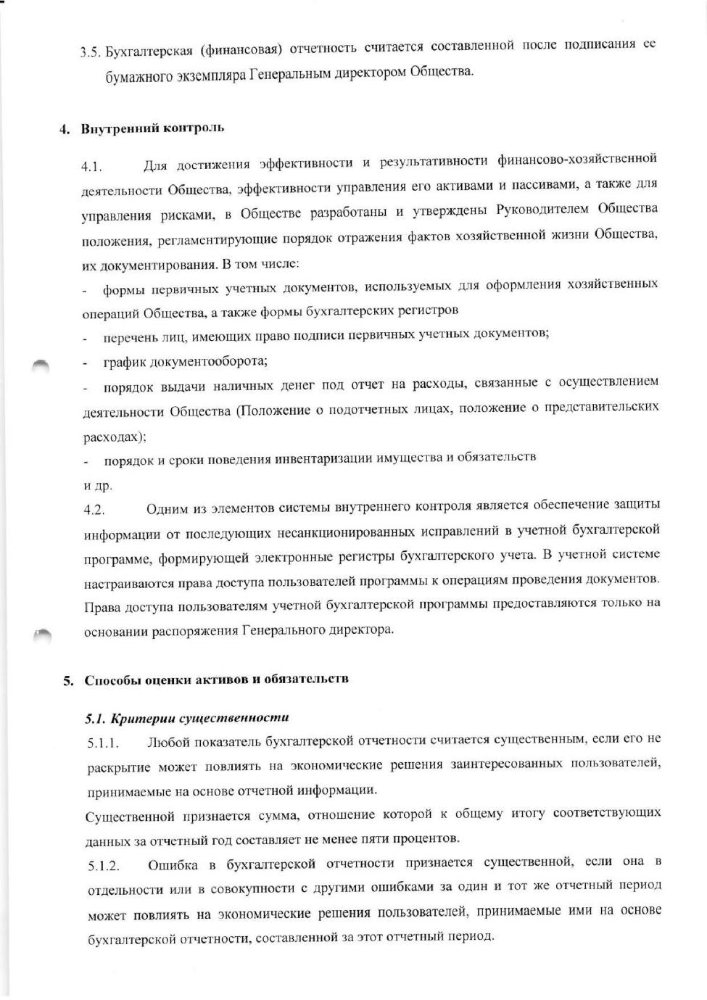 3.5. Бухгалтерская (финансовая) отчетность считается составленной после подписания ее
бумажного экземпляра Генеральным директором Общества.
4. Внутренний контроль
4.1. Для достижения эффективности и результативности финансово-хозяйственной
деятельности Общества, эффективности управления его активами и пассивами, а также для
управления рисками, в Обществе разработаны и утверждены Руководителем Общества
положения, регламентирующие порядок отражения фактов хозяйственной жизни Общества,
их документирования. В том числе:
- формы первичных учетных документов, используемых для оформления хозяйственных
операций Общества, а также формы бухгалтерских регистров
- перечень лиц, имеющих право подписи первичных учетных документов;
- график документооборота;
- порядок выдачи наличных денег под отчет на расходы, связанные с осуществлением
деятельности Общества (Положение о подотчетных лицах, положение о представительских
расходах);
- порядок и сроки поведения инвентаризации имущества и обязательств
и др.
4.2. Одним из элементов системы внутреннего контроля является обеспечение защиты
информации от последующих несанкционированных исправлений в учетной бухгалтерской
программе, формирующей электронные регистры бухгалтерского учета. В учетной системе
настраиваются права доступа пользователей программы к операциям проведения документов.
Права доступа пользователям учетной бухгалтерской программы предоставляются только на
основании распоряжения Генерального директора.
5. Способы оценки активов и обязательств
5.1. Критерии существенности
5.1.1. Любой показатель бухгалтерской отчетности считается существенным, если его не
раскрытие может повлиять на экономические решения заинтересованных пользователей,
принимаемые на основе отчетной информации.
Существенной признается сумма, отношение которой к общему итогу соответствующих
данных за отчетный год составляет не менее пяти процентов.
5.1.2. Ошибка в бухгалтерской отчетности признается существенной, если она в
отдельности или в совокупности с другими ошибками за один и тот же отчетный период
может повлиять на экономические решения пользователей, принимаемые ими на основе
бухгалтерской отчетности, составленной за этот отчетный период.